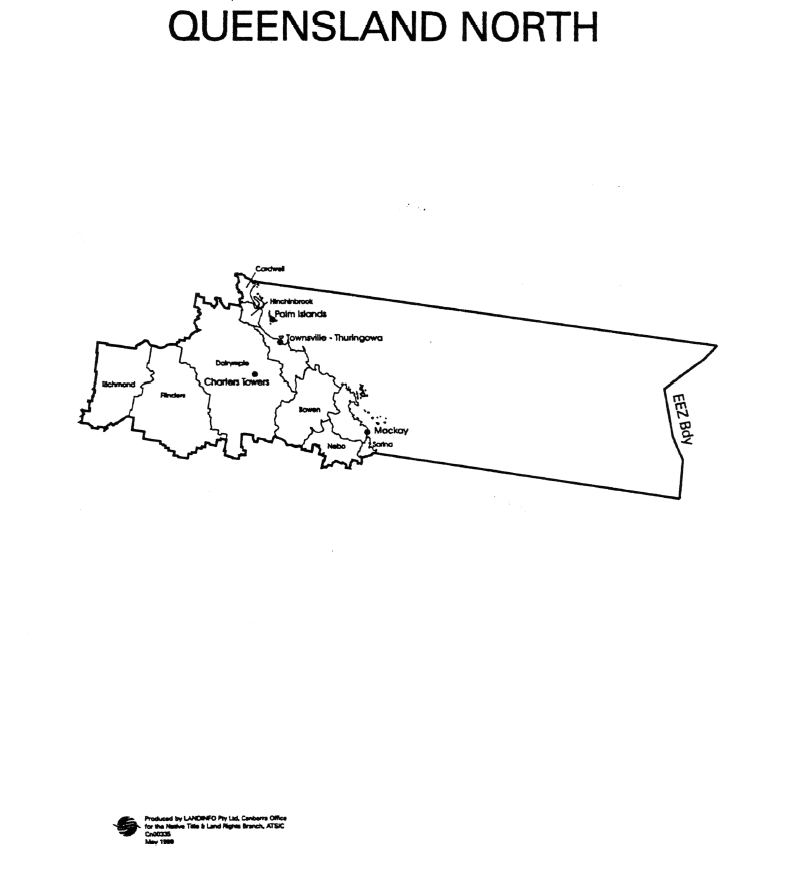 QUEENSLAND NORTH
Cardwell
Hinchinbrook
Palm Islands
Townsville - Thuringowa
Dalrymple
Charters Towers
Richmond
Flinders
Bowen
Mackay
Nebo
Sarina
EEZ Bdy
Produced by LANDINFO Pty Ltd, Canberra Office
for the Native Title & Land Rights Branch, ATSIC
May 1999